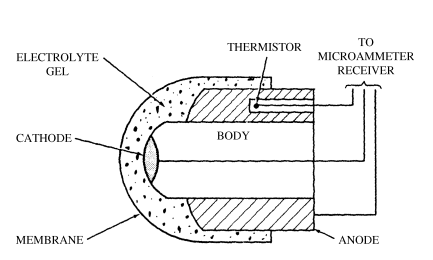 THERMISTOR
TO
MICROAMMETER
RECEIVER
ELECTROLYTE
GEL
BODY
CATHODE
MEMBRANE
ANODE